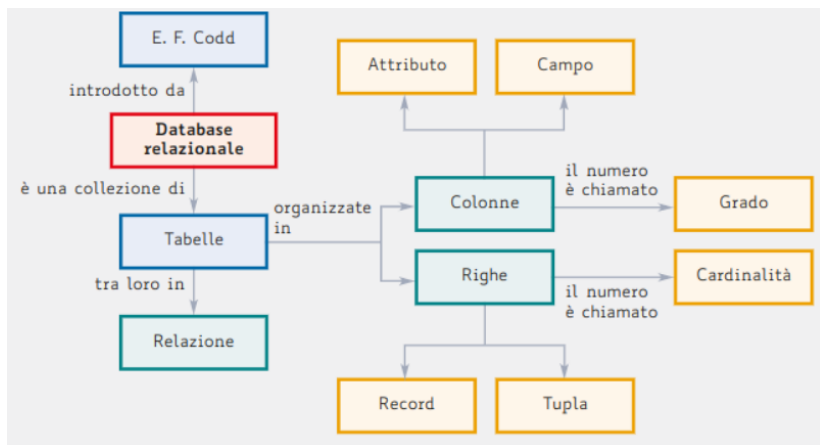 E. F. Codd
introdotto da
Database
relazionale
è una collezione di
Tabelle
tra loro in
Relazione
organizzate
in
Attributo
Campo
Colonne
il numero
è chiamato
Grado
Righe
il numero
è chiamato
Cardinalità
Record
Tupla